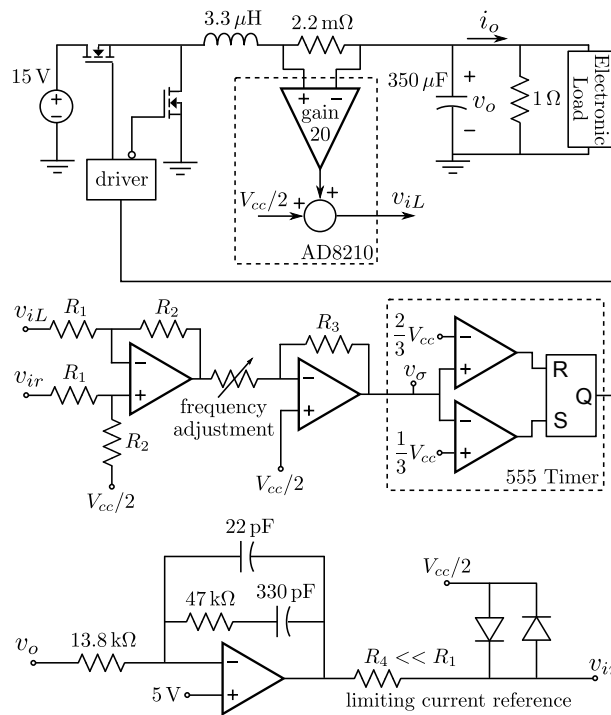 3.3 μH
2.2 mΩ
i_o
15 V
+
−
+ −
gain
20
350 μF
+
v_o
−
1 Ω
Electronic
Load
driver
V_cc/2
+
+
v_iL
AD8210
v_iL
R_1
R_2
−
+
v_ir
R_1
R_2
V_cc/2
frequency
adjustment
R_3
−
+
V_cc/2
v_σ
2/3 V_cc
−
+
−
+
1/3 V_cc
R
S
Q
555 Timer
22 pF
47 kΩ
330 pF
v_o
13.8 kΩ
−
+
5 V
R_4 << R_1
limiting current reference
V_cc/2